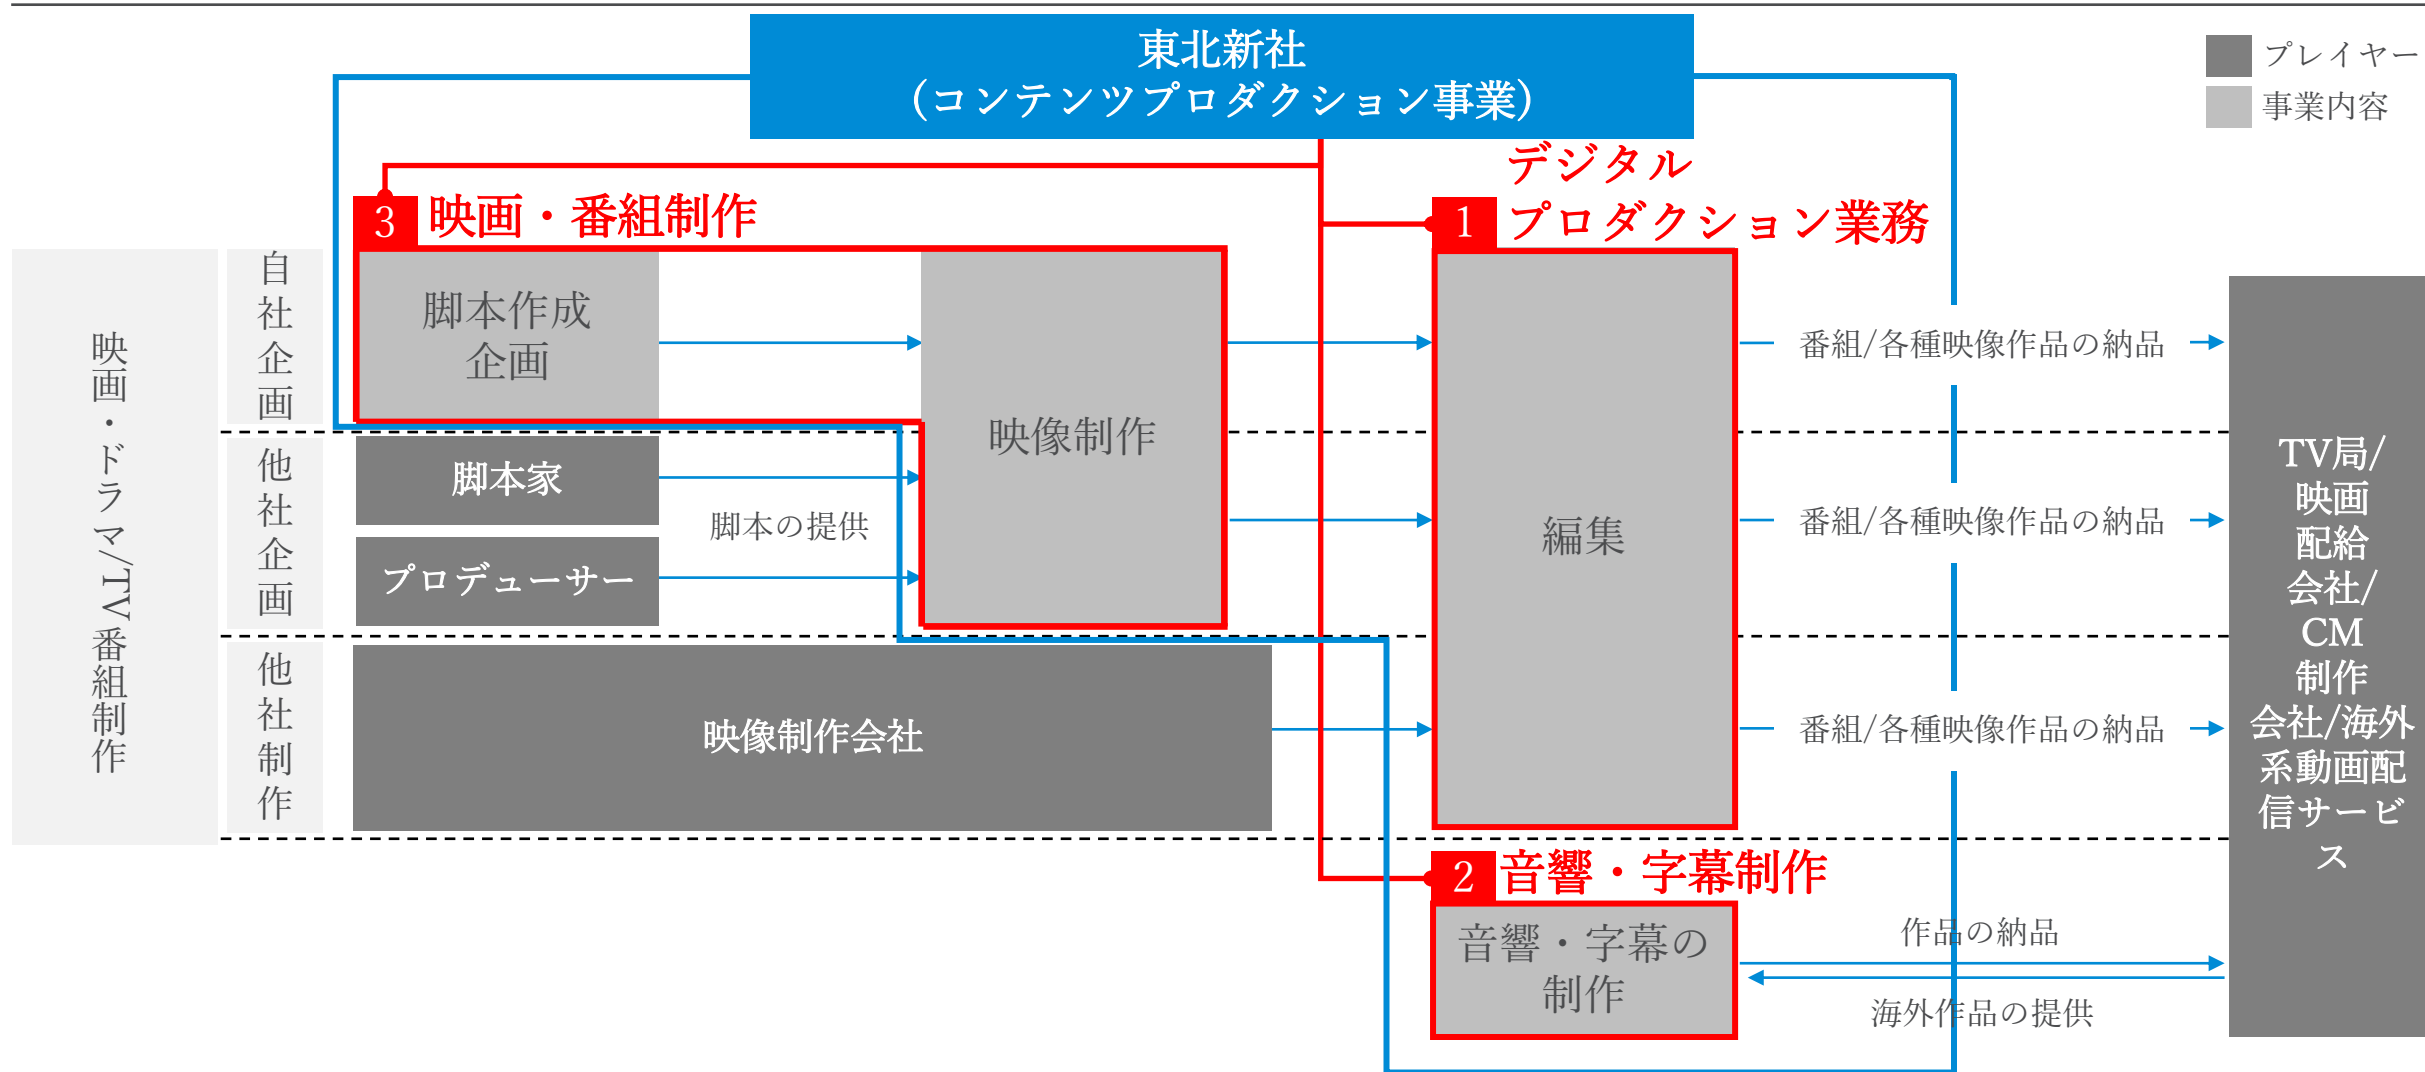 東北新社
(コンテンツプロダクション事業)
プレイヤー
事業内容
3 映画・番組制作
デジタル
1 プロダクション業務
映画・ドラマ/TV番組制作
自社企画
脚本作成
企画
映像制作
編集
番組/各種映像作品の納品
他社企画
脚本家
脚本の提供
プロデューサー
番組/各種映像作品の納品
他社制作
映像制作会社
番組/各種映像作品の納品
TV局/
映画
配給
会社/
CM
制作
会社/海外
系動画配
信サービ
ス
2 音響・字幕制作
音響・字幕の
制作
作品の納品
海外作品の提供